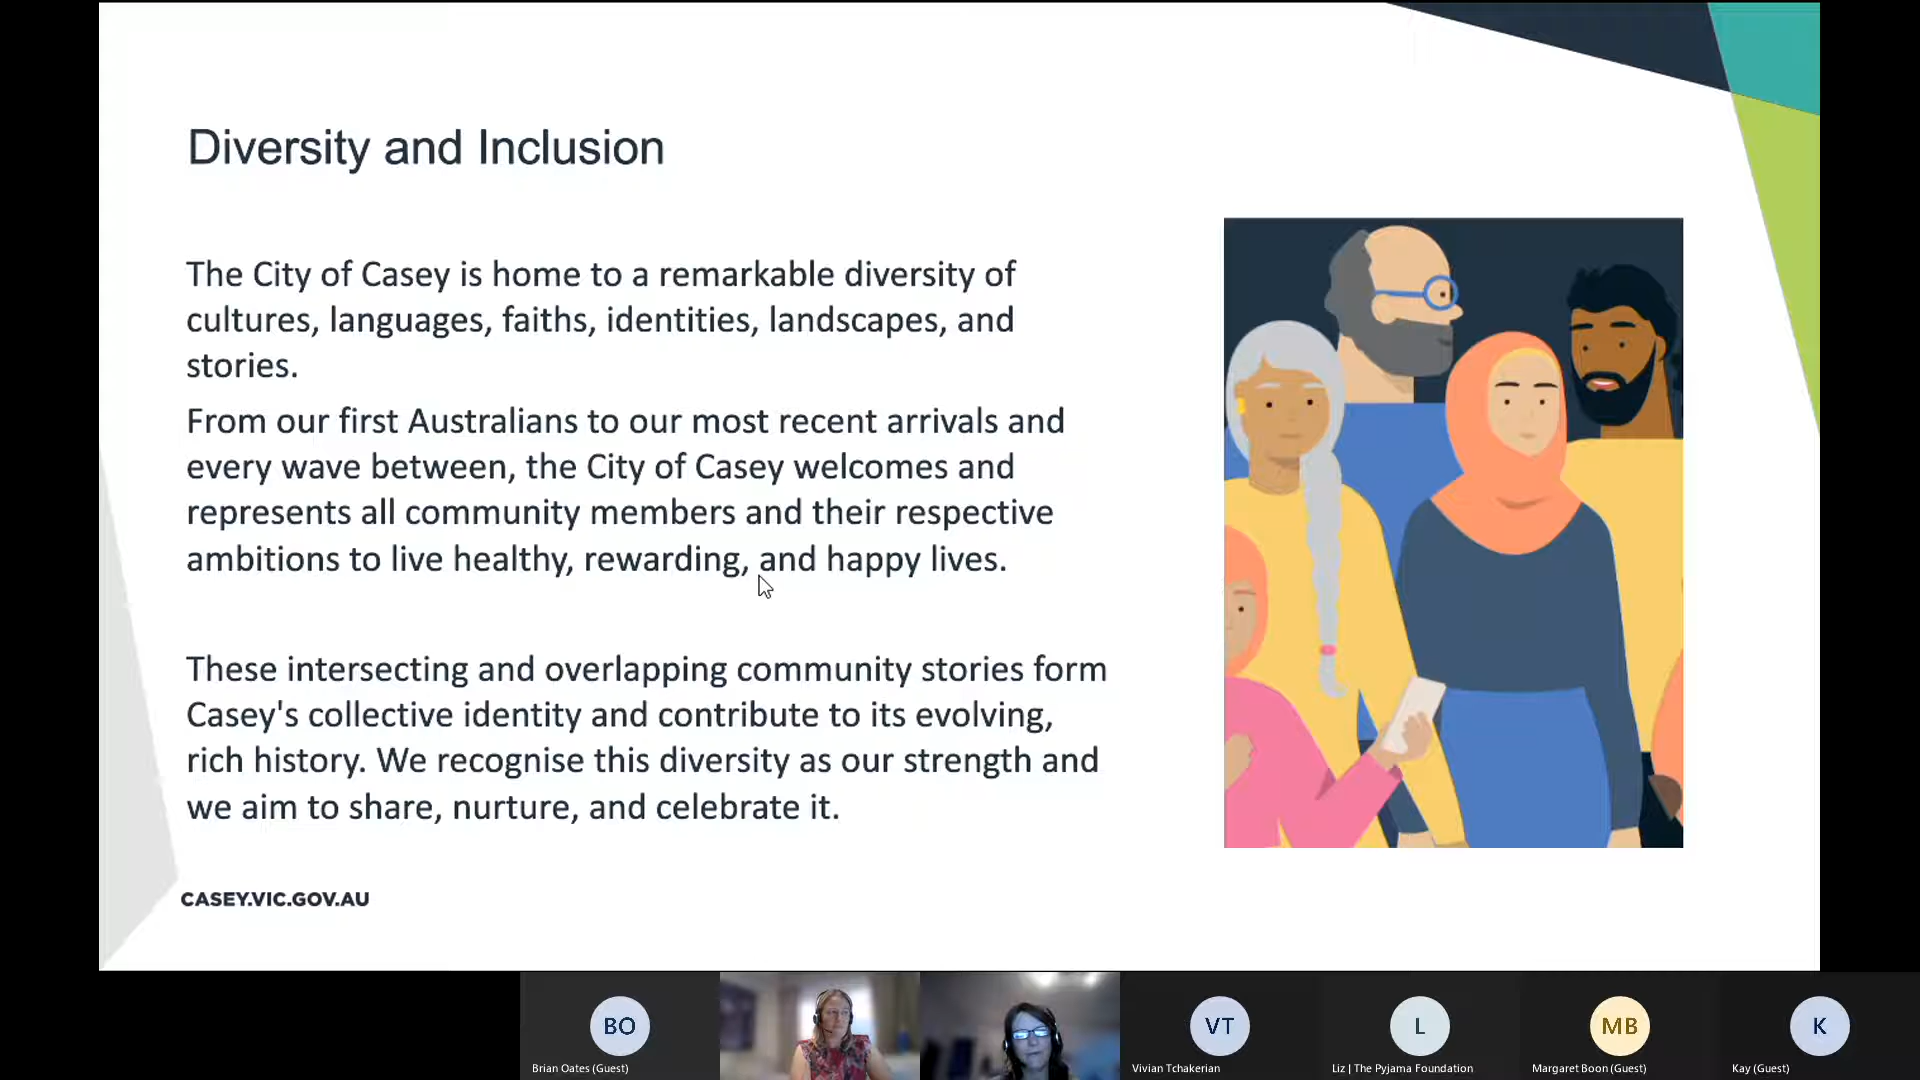 Diversity and Inclusion
The City of Casey is home to a remarkable diversity of
cultures, languages, faiths, identities, landscapes, and
stories.
From our first Australians to our most recent arrivals and
every wave between, the City of Casey welcomes and
represents all community members and their respective
ambitions to live healthy, rewarding, and happy lives.
These intersecting and overlapping community stories form
Casey's collective identity and contribute to its evolving,
rich history. We recognise this diversity as our strength and
we aim to share, nurture, and celebrate it.
CASEY.VIC.GOV.AU
BO
VT
L
MB
K
Brian Oates (Guest)
Vivian Tchakerian
Liz | The Pyjama Foundation
Margaret Boon (Guest)
Kay (Guest)